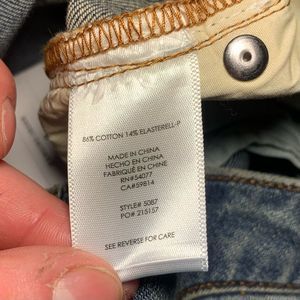 86% COTTON 14% ELASTERELL-P
MADE IN CHINA
HECHO EN CHINA
FABRIQUÉ EN CHINE
RN#54077
CA#59814
STYLE# 5087
PO# 215157
SEE REVERSE FOR CARE